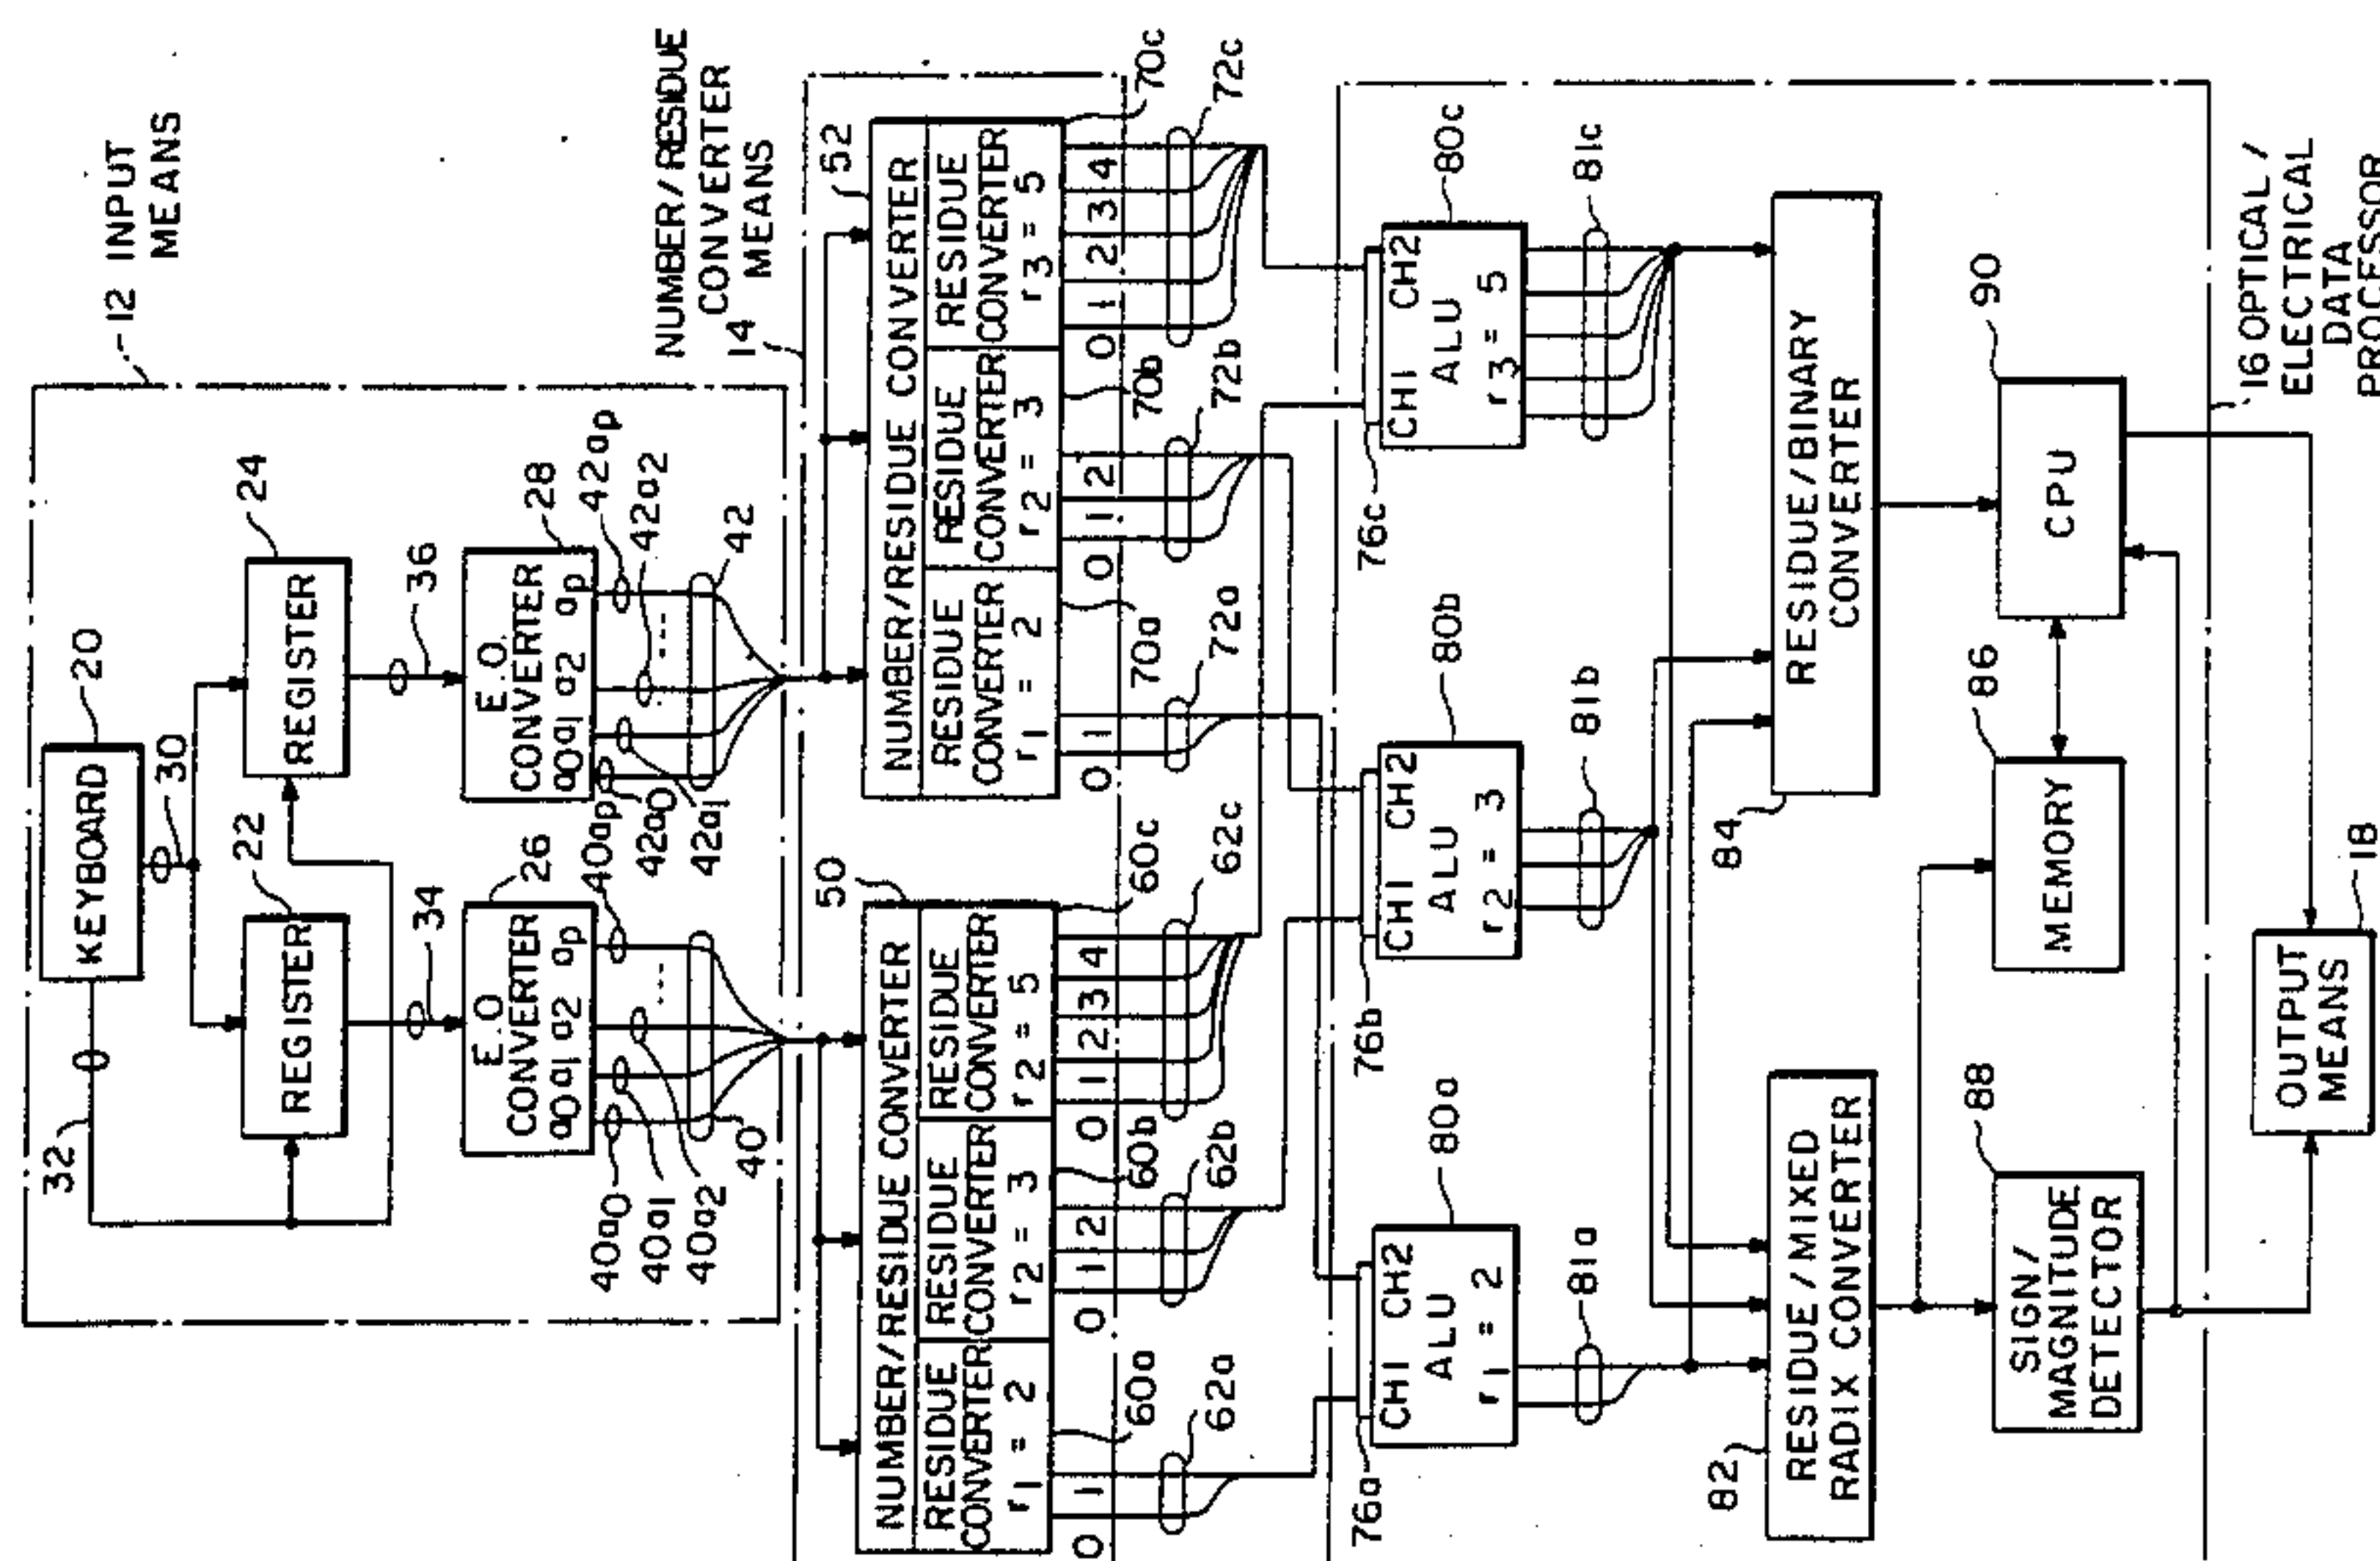 12 INPUT
MEANS
KEYBOARD
20
30
32
REGISTER
22
REGISTER
24
34
36
E.O
CONVERTER
a0 a1 a2 ap
26
E.O.
CONVERTER
a0 a1 a2 ap
28
40a0
40a1
40a2
40ap
40
42a0
42a1
42a2
42ap
42
NUMBER/RESIDUE
CONVERTER
MEANS
14
50
NUMBER/RESIDUE CONVERTER
RESIDUE
CONVERTER
r1 = 2
RESIDUE
CONVERTER
r2 = 3
RESIDUE
CONVERTER
r2 = 5
60a
60b
60c
0 1
0 1 2
0 1 2 3 4
62a
62b
62c
52
NUMBER/RESIDUE CONVERTER
RESIDUE
CONVERTER
r1 = 2
RESIDUE
CONVERTER
r2 = 3
RESIDUE
CONVERTER
r3 = 5
70a
70b
70c
0 1
0 1 2
0 1 2 3 4
72a
72b
72c
76a
CH1 CH2
ALU
r1 = 2
80a
76b
CH1 CH2
ALU
r2 = 3
80b
76c
CH1 CH2
ALU
r3 = 5
80c
81a
81b
81c
82
RESIDUE/MIXED
RADIX CONVERTER
84
RESIDUE/BINARY
CONVERTER
SIGN/
MAGNITUDE
DETECTOR
88
MEMORY
86
CPU
90
16 OPTICAL/
ELECTRICAL
DATA
PROCESSOR
OUTPUT
MEANS
18